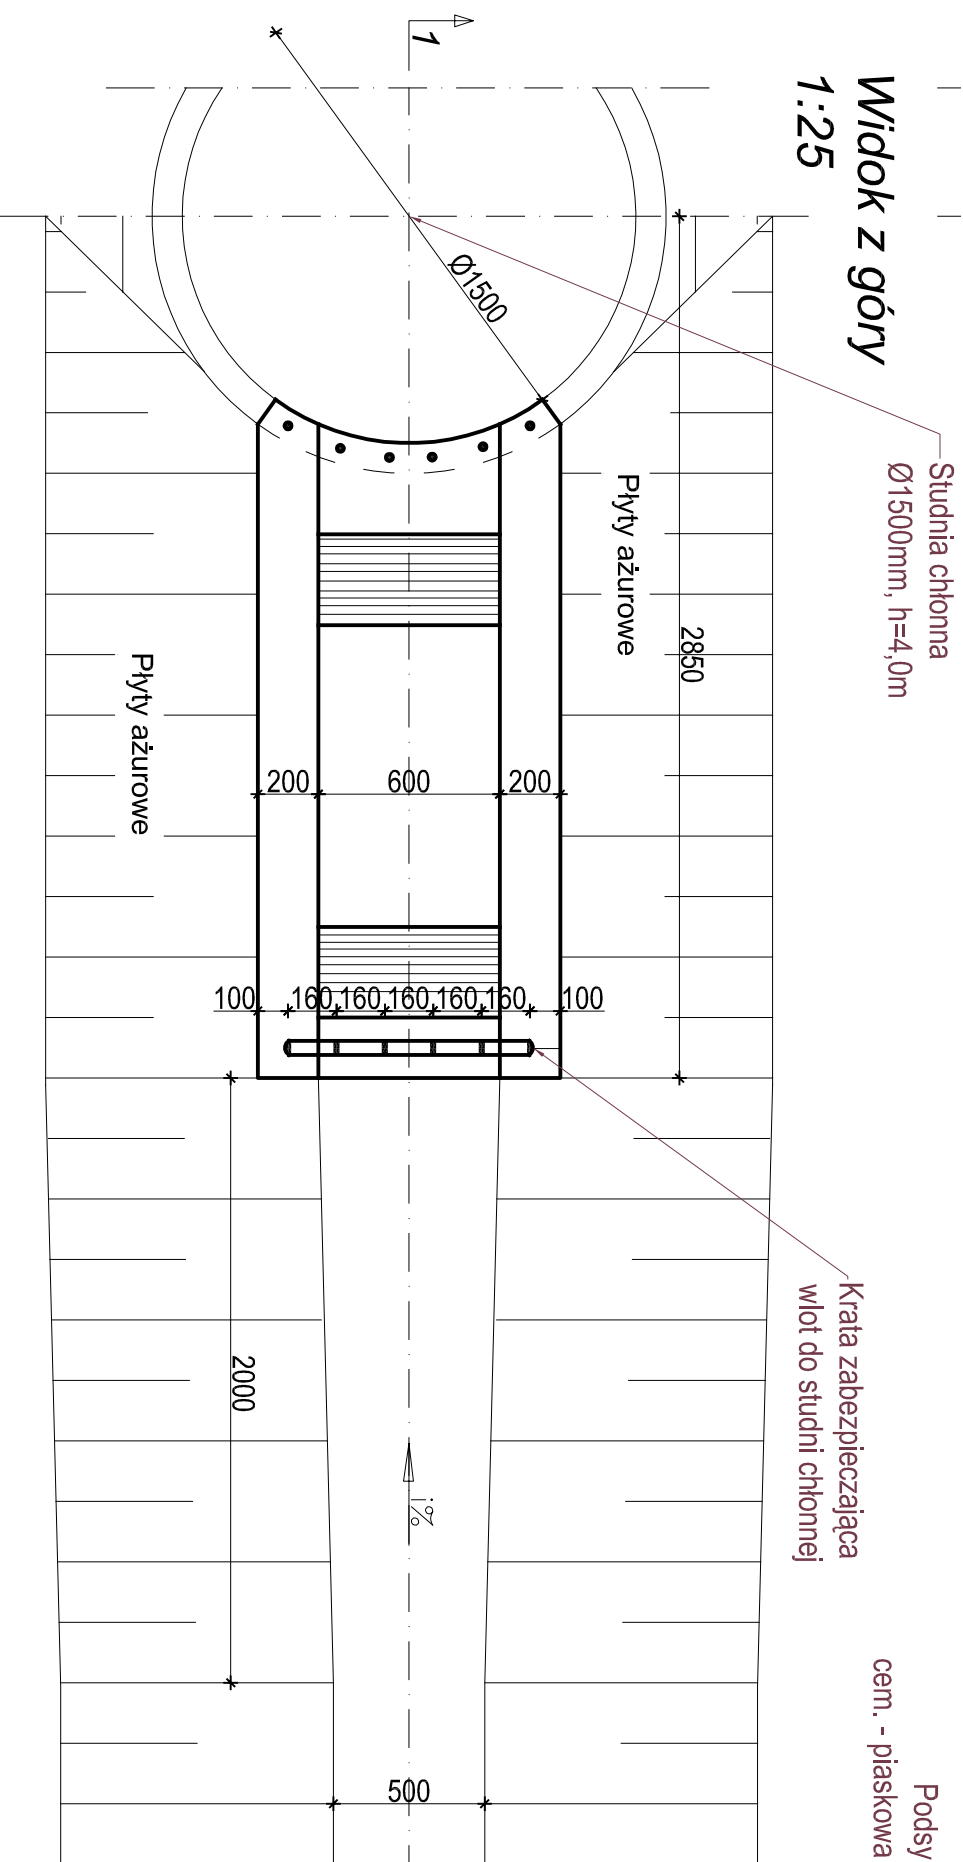 Widok z góry
1:25
Studnia chłonna
Ø1500mm, h=4,0m
1
Ø1500
Płyty ażurowe
2850
Płyty ażurowe
200
600
200
100
160
160
160
160
160
100
Krata zabezpieczająca
wlot do studni chłonnej
2000
i%
500
Podsy
cem. - piaskowa